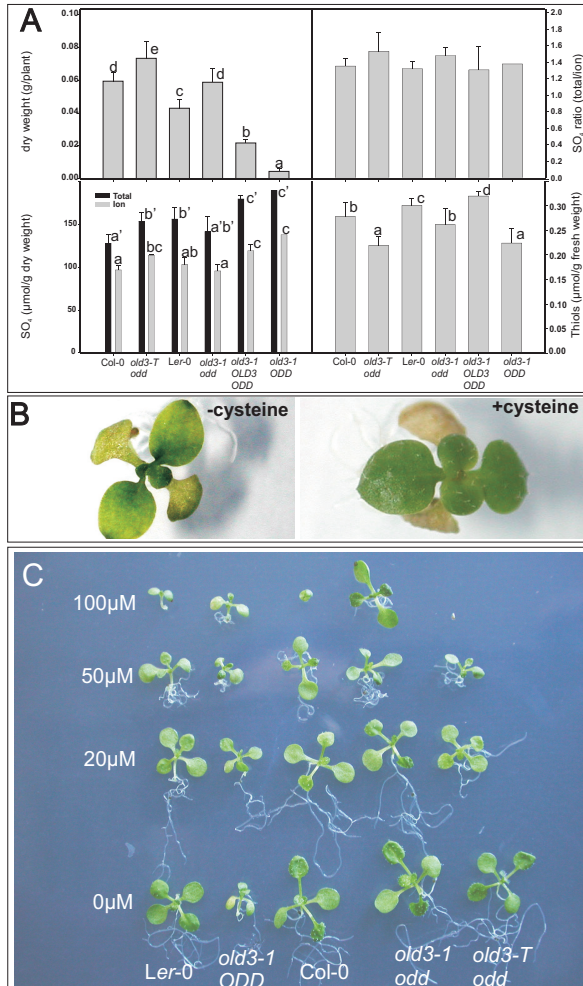 A
dry weight (g/plant)
0.10
0.08
0.06
0.04
0.02
0.00
d
e
c
d
b
a
2.0
1.8
1.6
1.4
1.2
1.0
0.8
0.6
0.4
0.2
0.0
SO4 ratio (total/ion)
SO4 (µmol/g dry weight)
150
100
50
0
Total
Ion
a' b' b' a'b' c' c'
a bc ab a c c
b a c b d a
0.30
0.20
0.10
0.00
Thiols (µmol/g fresh weight)
Col-0 old3-T Ler-0 old3-1 old3-1 old3-1
odd odd OLD3 ODD
ODD
Col-0 old3-T Ler-0 old3-1 old3-1 old3-1
odd odd OLD3 ODD
ODD
B
-cysteine
+cysteine
C
100µM
50µM
20µM
0µM
Ler-0 old3-1 Col-0 old3-1 old3-T
ODD odd odd